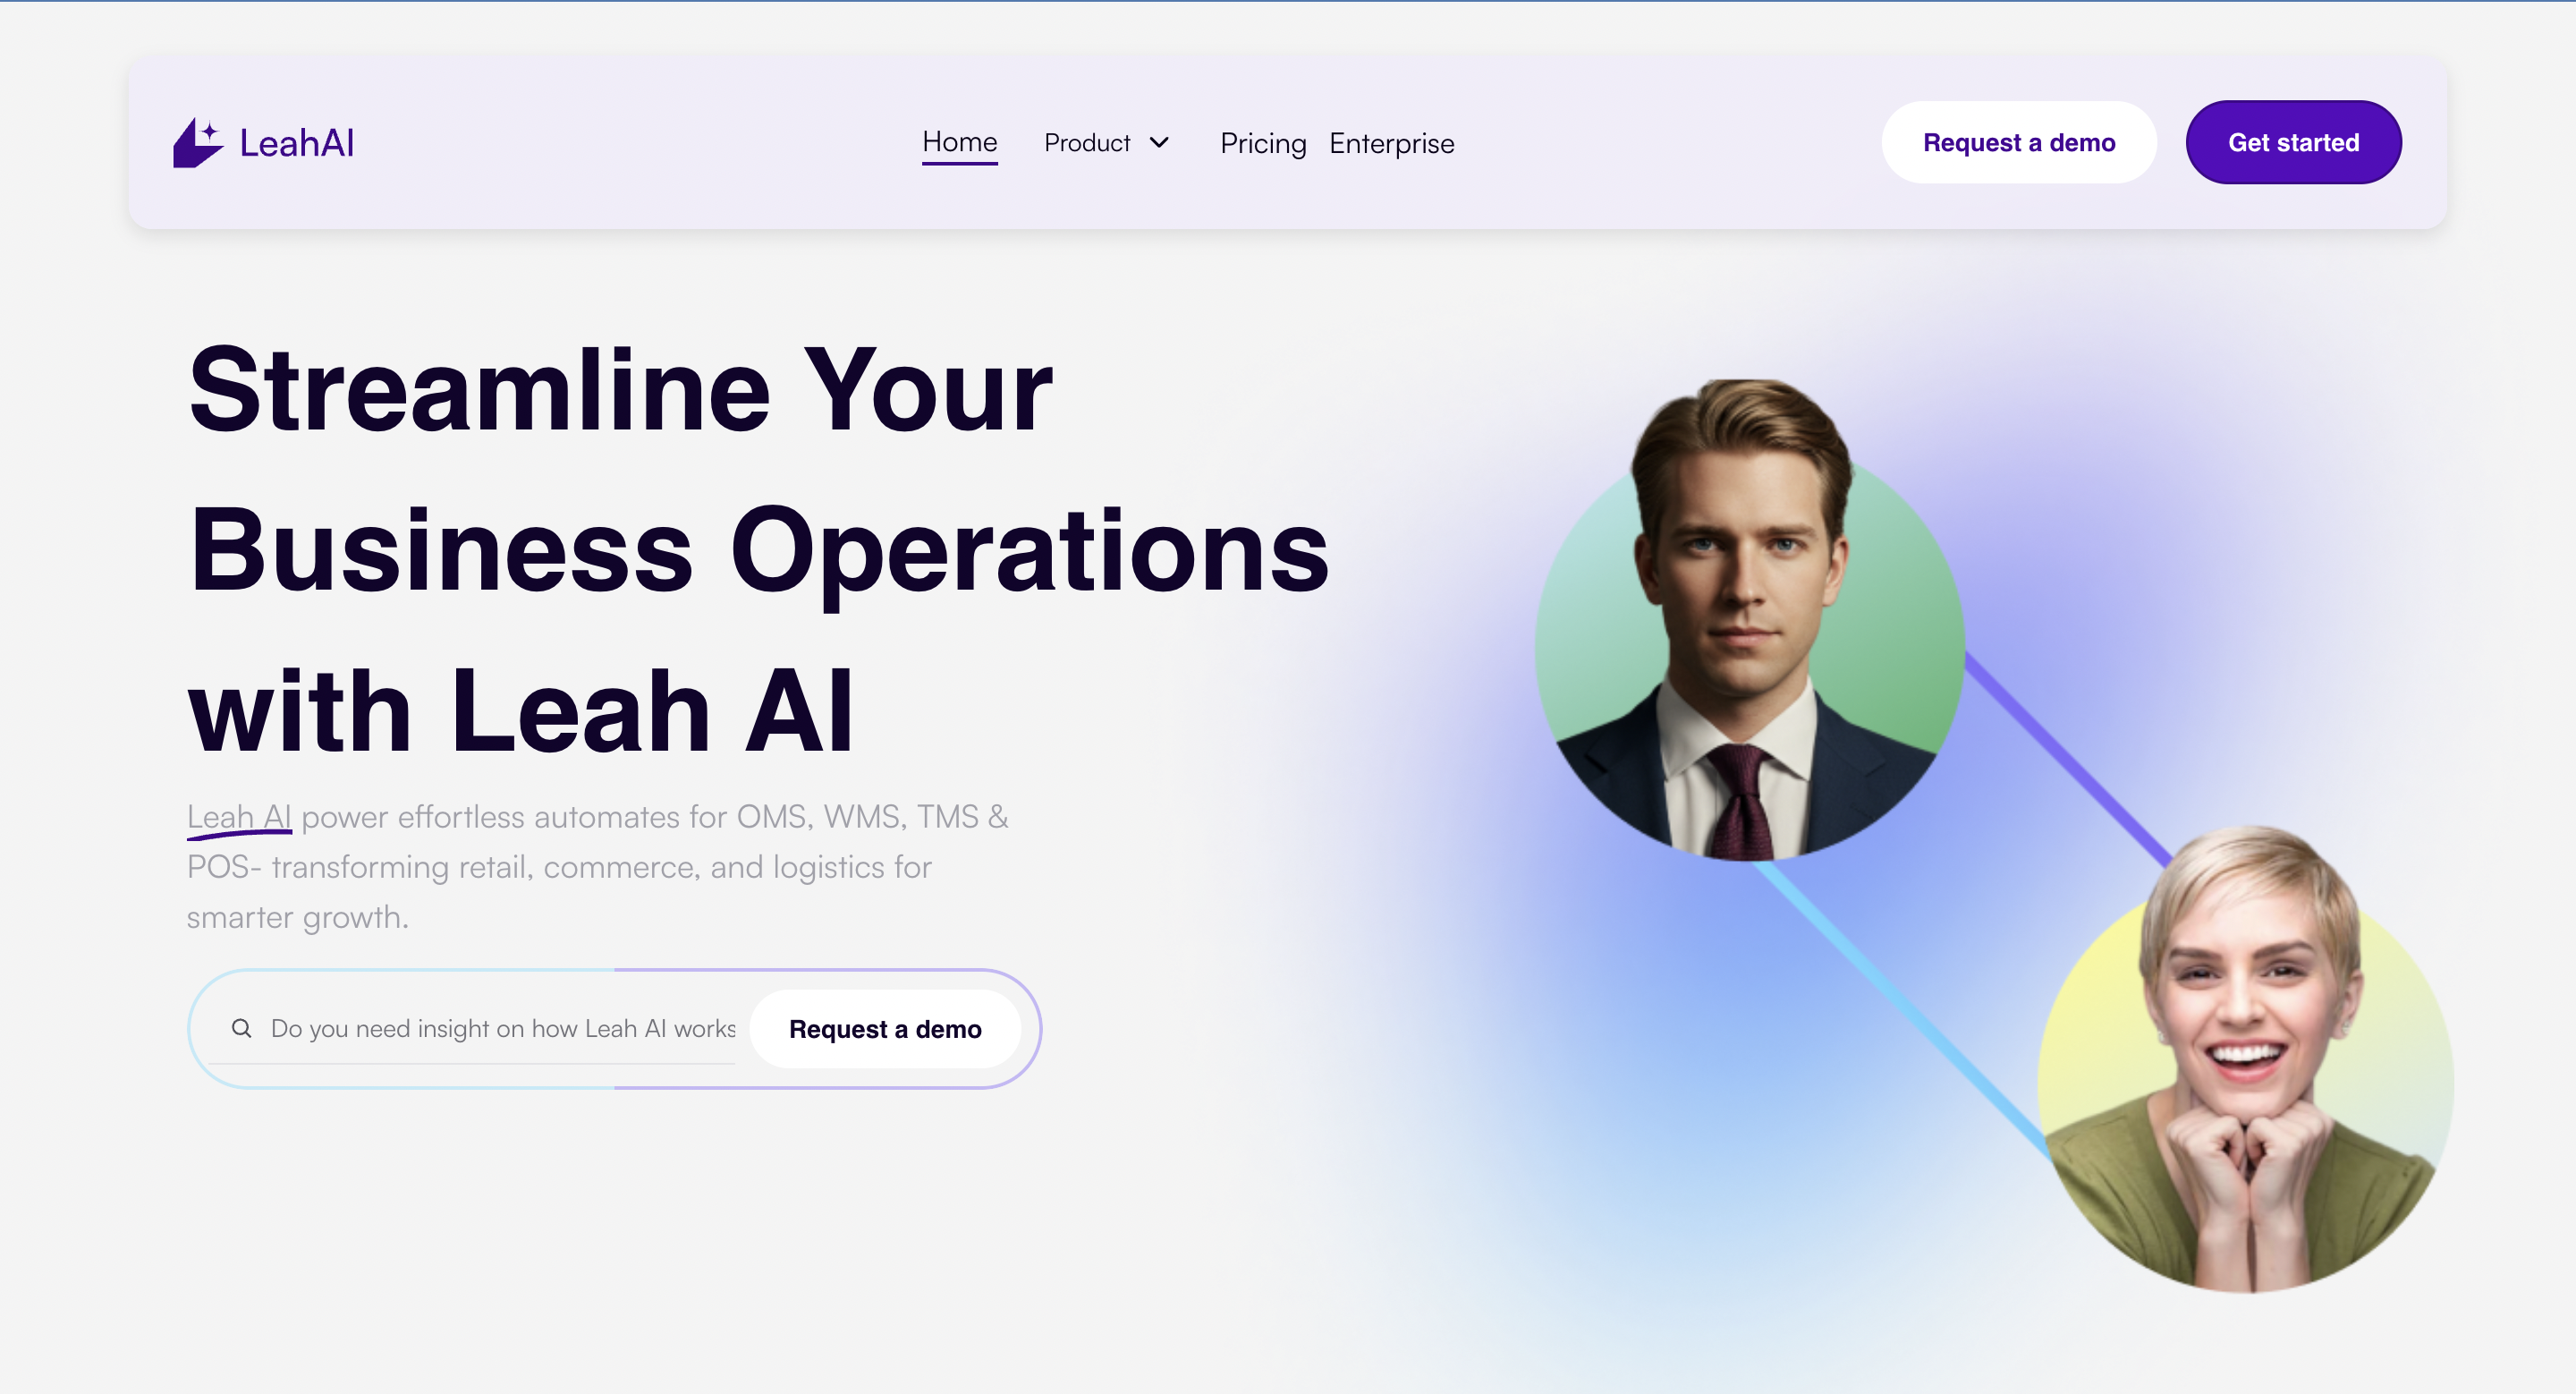 LeahAI
Home Product Pricing Enterprise
Request a demo Get started
Streamline Your
Business Operations
with Leah AI
Leah AI power effortless automates for OMS, WMS, TMS &
POS- transforming retail, commerce, and logistics for
smarter growth.
Do you need insight on how Leah AI works
Request a demo